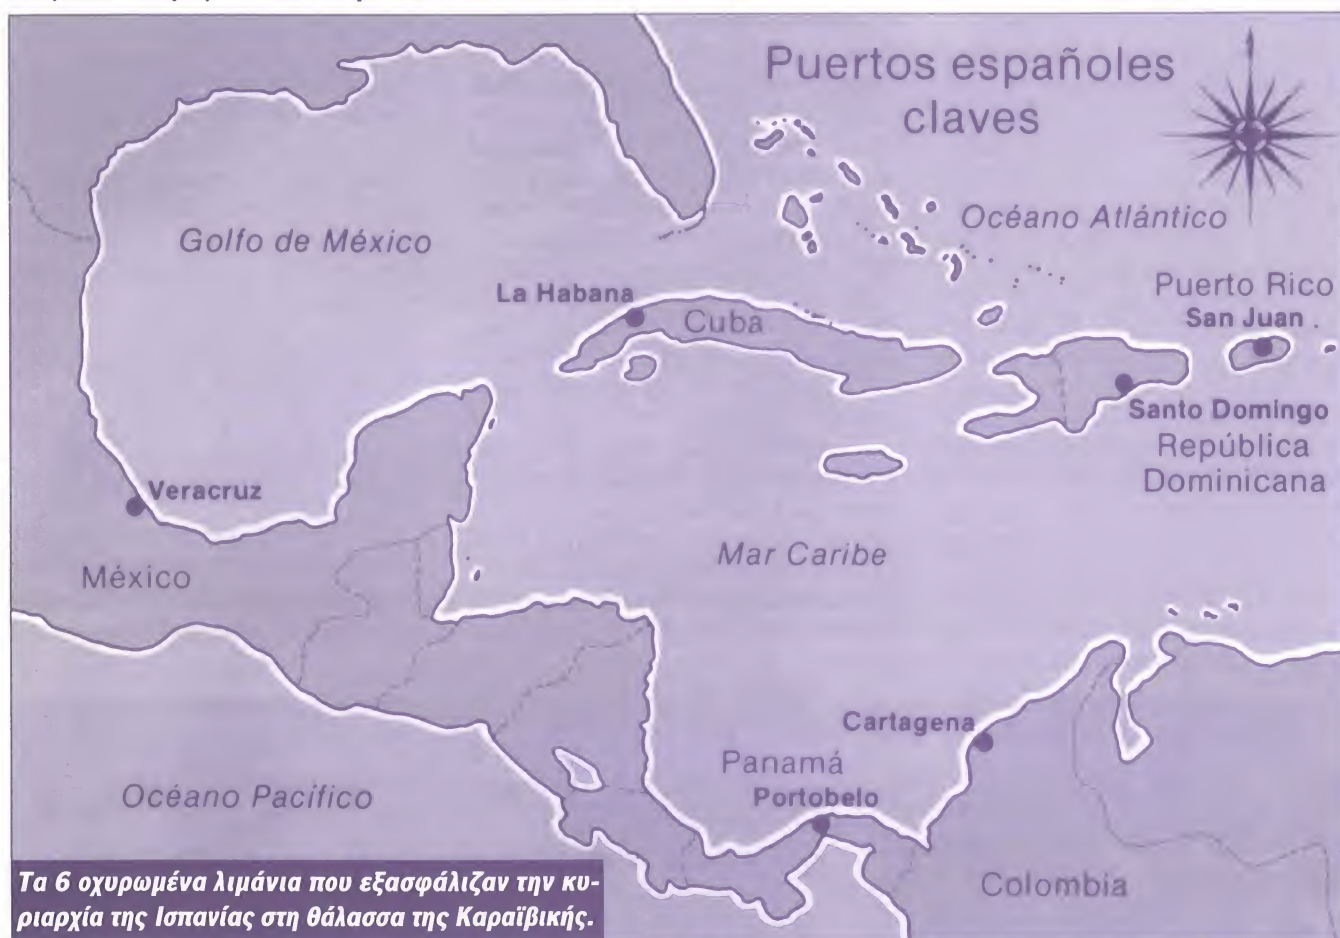 Puertos españoles
claves
Golfo de México
Océano Atlántico
La Habana
Cuba
Puerto Rico
San Juan
Santo Domingo
República
Dominicana
Veracruz
México
Mar Caribe
Cartagena
Panamá
Portobelo
Océano Pacífico
Colombia
Τα 6 οχυρωμένα λιμάνια που εξασφάλιζαν την κυ-
ριαρχία της Ισπανίας στη θάλασσα της Καραϊβικής.